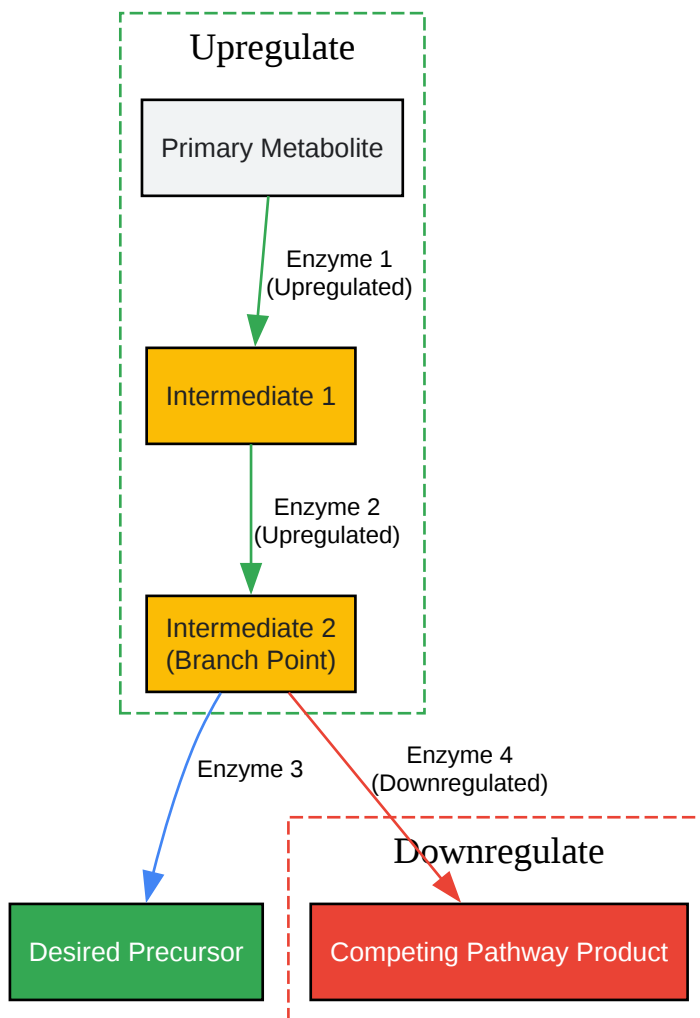 Upregulate
Primary Metabolite
Enzyme 1
(Upregulated)
Intermediate 1
Enzyme 2
(Upregulated)
Intermediate 2
(Branch Point)
Enzyme 3
Enzyme 4
(Downregulated)
Downregulate
Desired Precursor
Competing Pathway Product